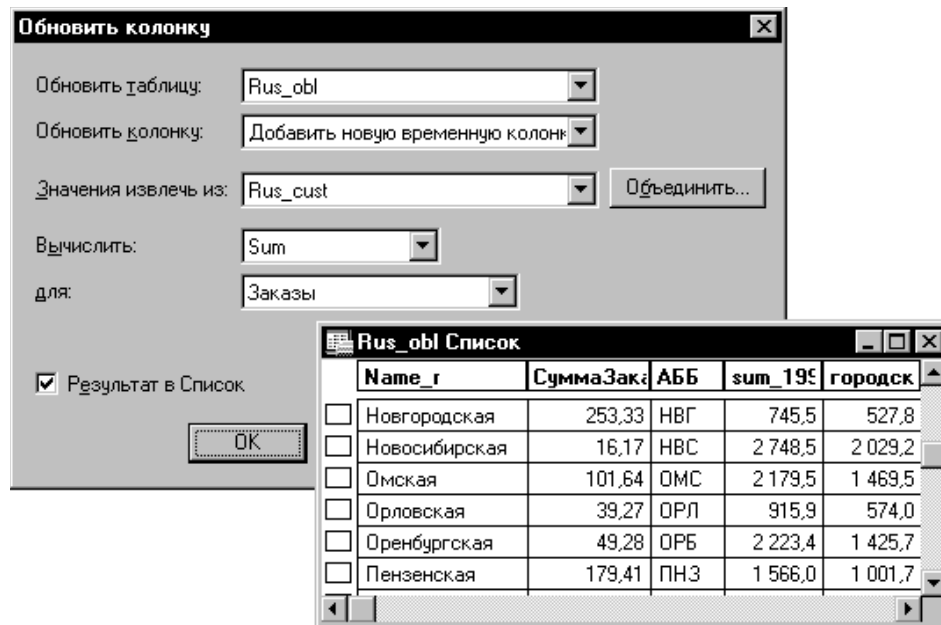 Обновить колонку
Обновить таблицу: Rus_obl
Обновить колонку: Добавить новую временную колонк
Значения извлечь из: Rus_cust Объединить...
Вычислить: Sum
для: Заказы
Результат в Список
OK
Rus_obl Список
Name_r СуммаЗака АББ sum_199 городск
Новгородская 253,33 НВГ 745,5 527,8
Новосибирская 16,17 НВС 2 748,5 2 029,2
Омская 101,64 ОМС 2 179,5 1 469,5
Орловская 39,27 ОРЛ 915,9 574,0
Оренбургская 49,28 ОРБ 2 223,4 1 425,7
Пензенская 179,41 ПНЗ 1 566,0 1 001,7